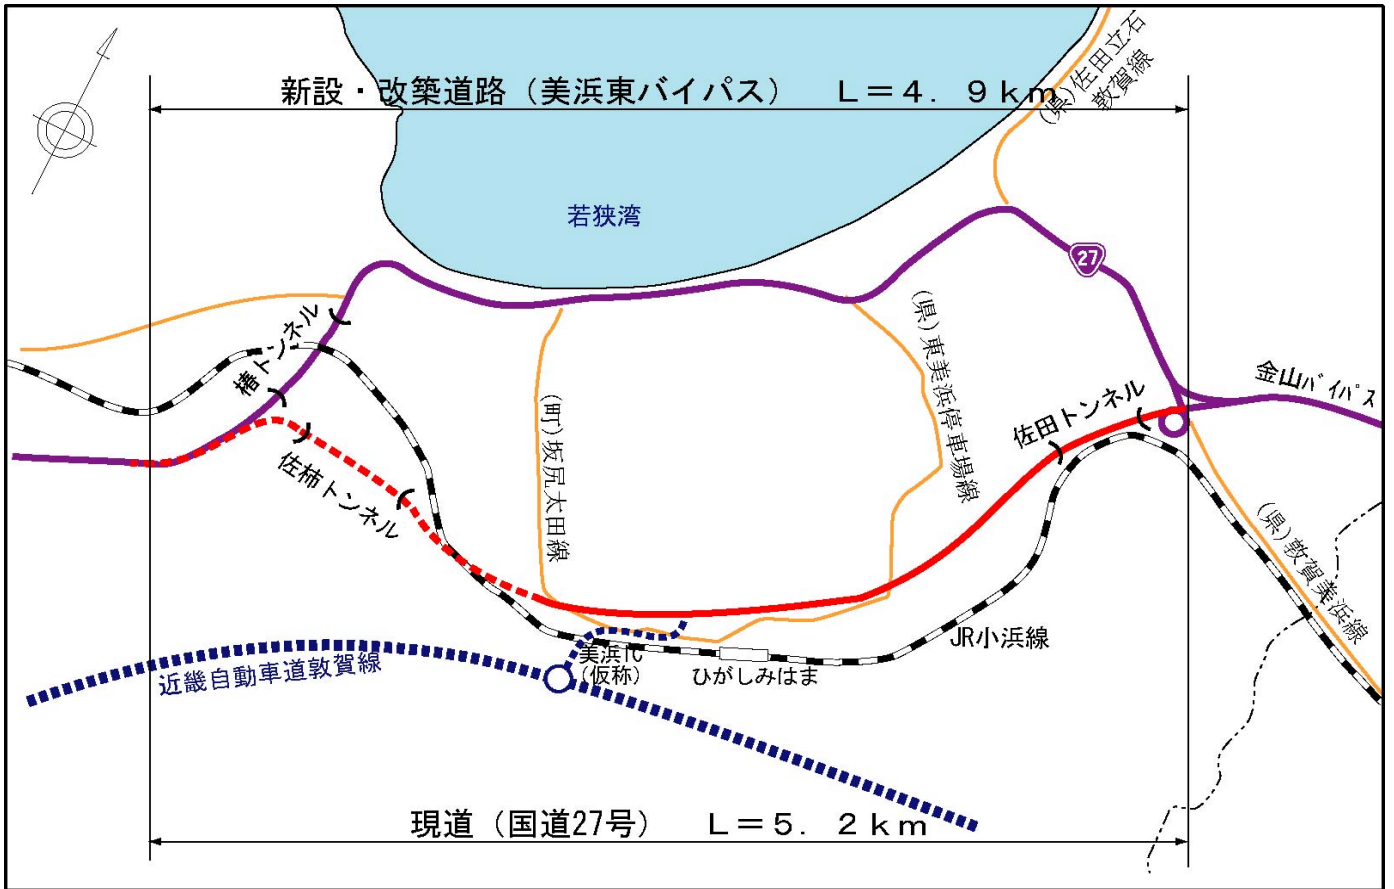 新設・改築道路（美浜東バイパス）　L＝4．9km
(県)佐田立石
敦賀線
若狭湾
27
椿トンネル
(県)東美浜停車場線
金山バイパス
佐田トンネル
(町)坂尻太田線
佐柿トンネル
(県)敦賀美浜線
JR小浜線
美浜IC
(仮称)
ひがしみはま
近畿自動車道敦賀線
現道（国道27号）　L＝5．2km